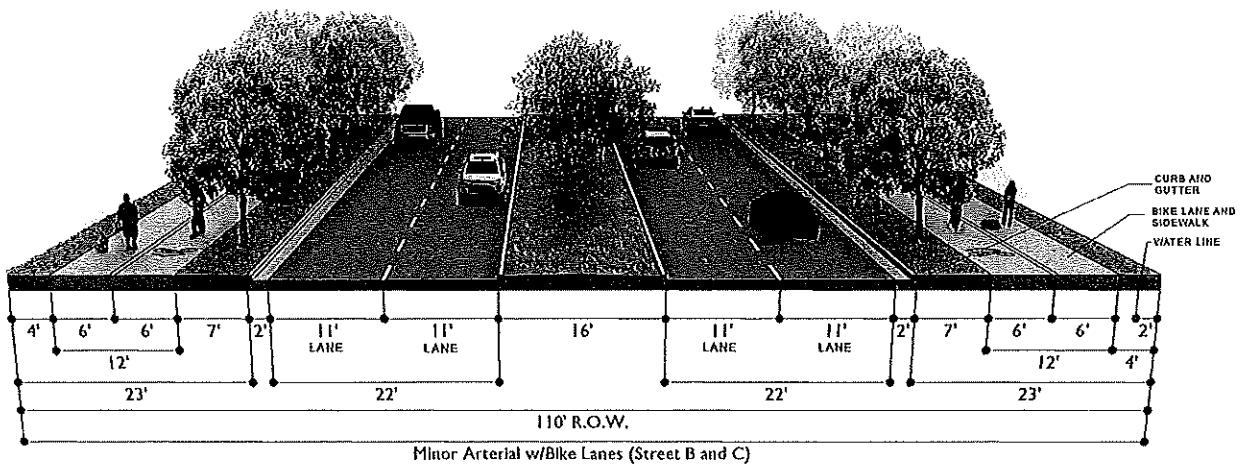 CURB AND
GUTTER
BIKE LANE AND
SIDEWALK
WATER LINE
4' 6' 6' 7' 2' 11' 11' 16' 11' 11' 2' 7' 6' 6' 2'
LANE LANE LANE LANE
12' 12' 4'
23' 22' 22' 23'
110' R.O.W.
Minor Arterial w/Bike Lanes (Street B and C)